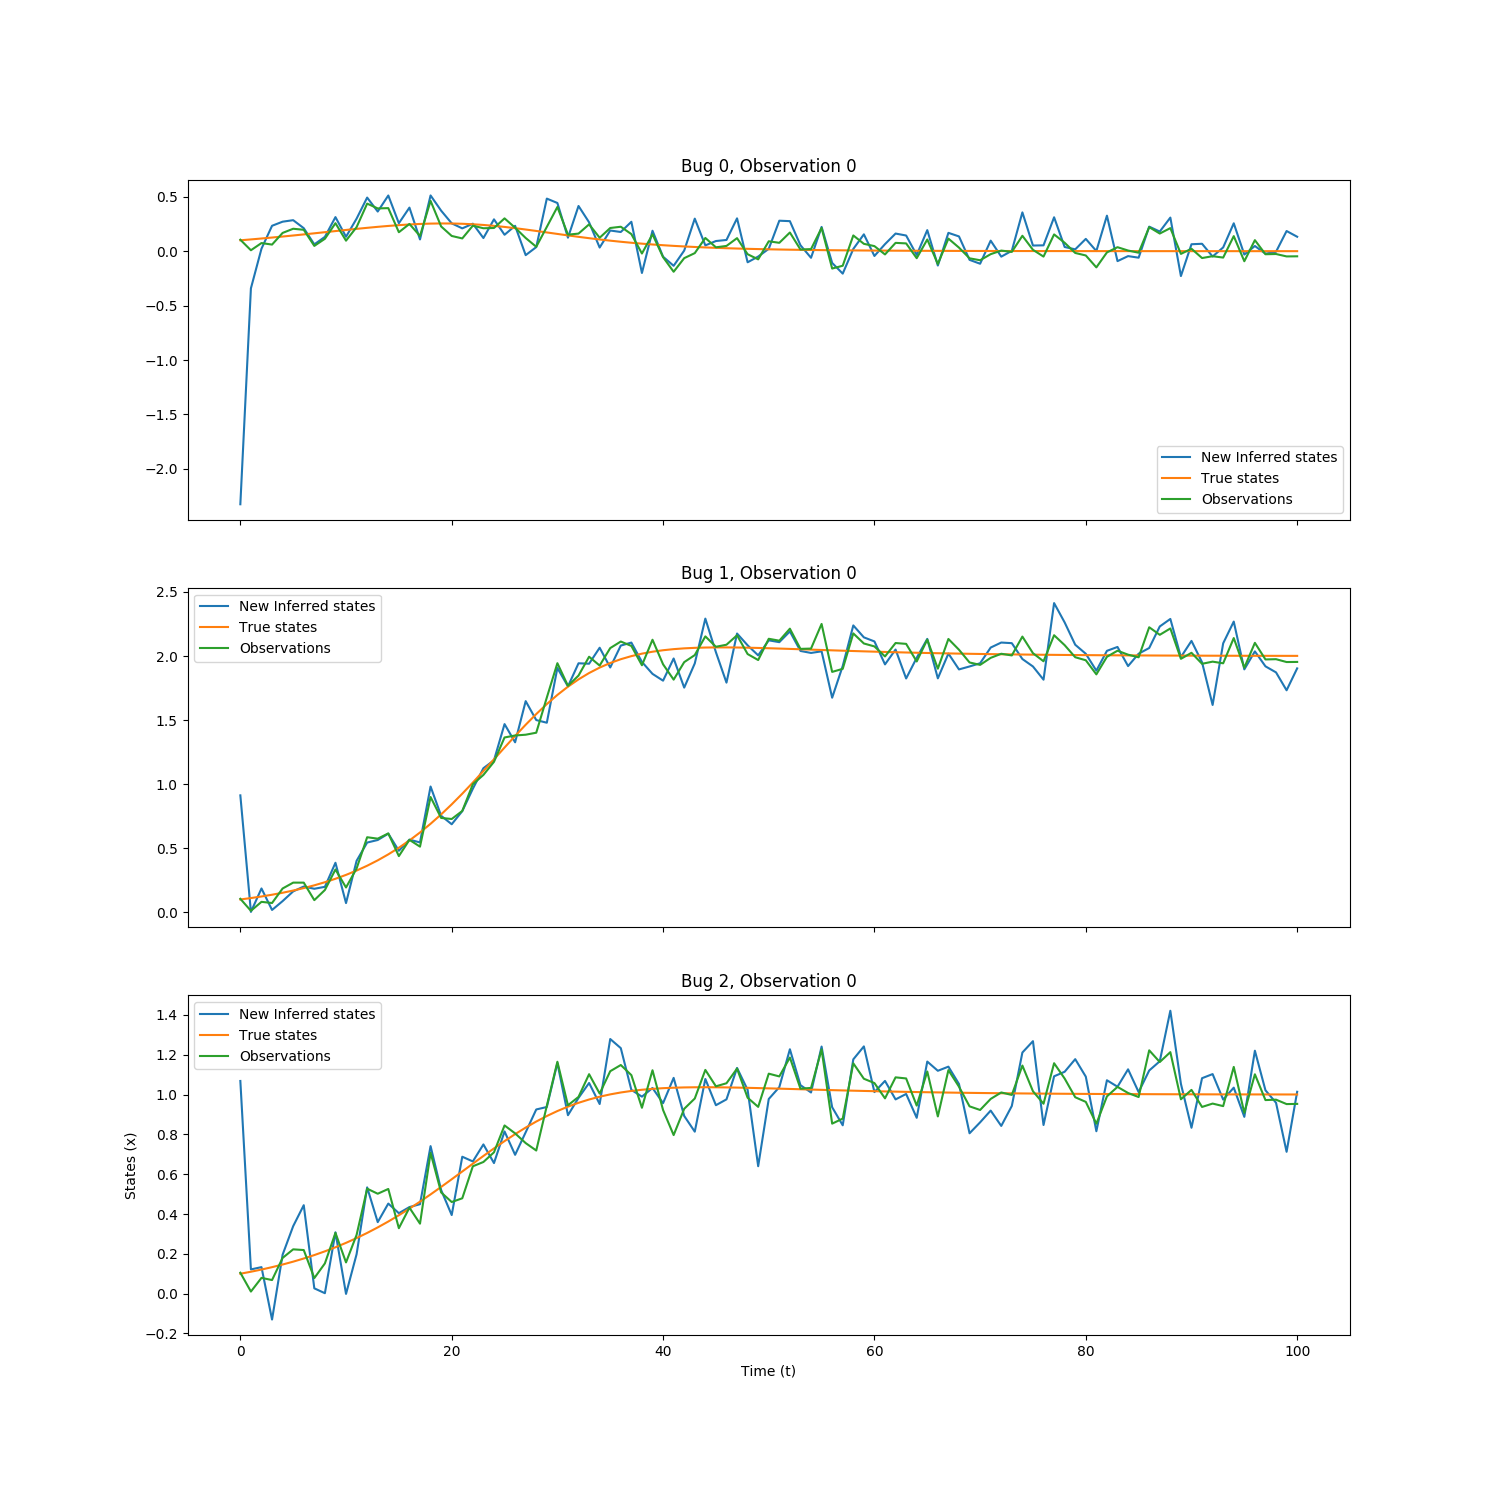 Bug 0, Observation 0
0.5
0.0
−0.5
−1.0
−1.5
−2.0
New Inferred states
True states
Observations
Bug 1, Observation 0
2.5
2.0
1.5
1.0
0.5
0.0
New Inferred states
True states
Observations
Bug 2, Observation 0
1.4
1.2
1.0
0.8
0.6
0.4
0.2
0.0
−0.2
States (x)
New Inferred states
True states
Observations
0 20 40 60 80 100
Time (t)